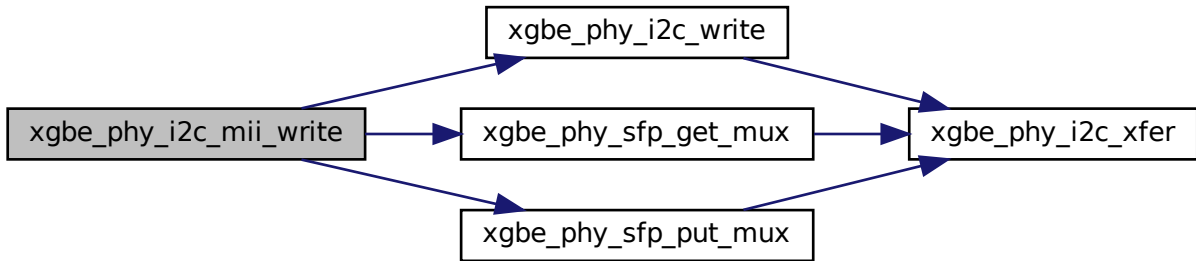 xgbe_phy_i2c_write
xgbe_phy_i2c_mii_write
xgbe_phy_sfp_get_mux
xgbe_phy_i2c_xfer
xgbe_phy_sfp_put_mux